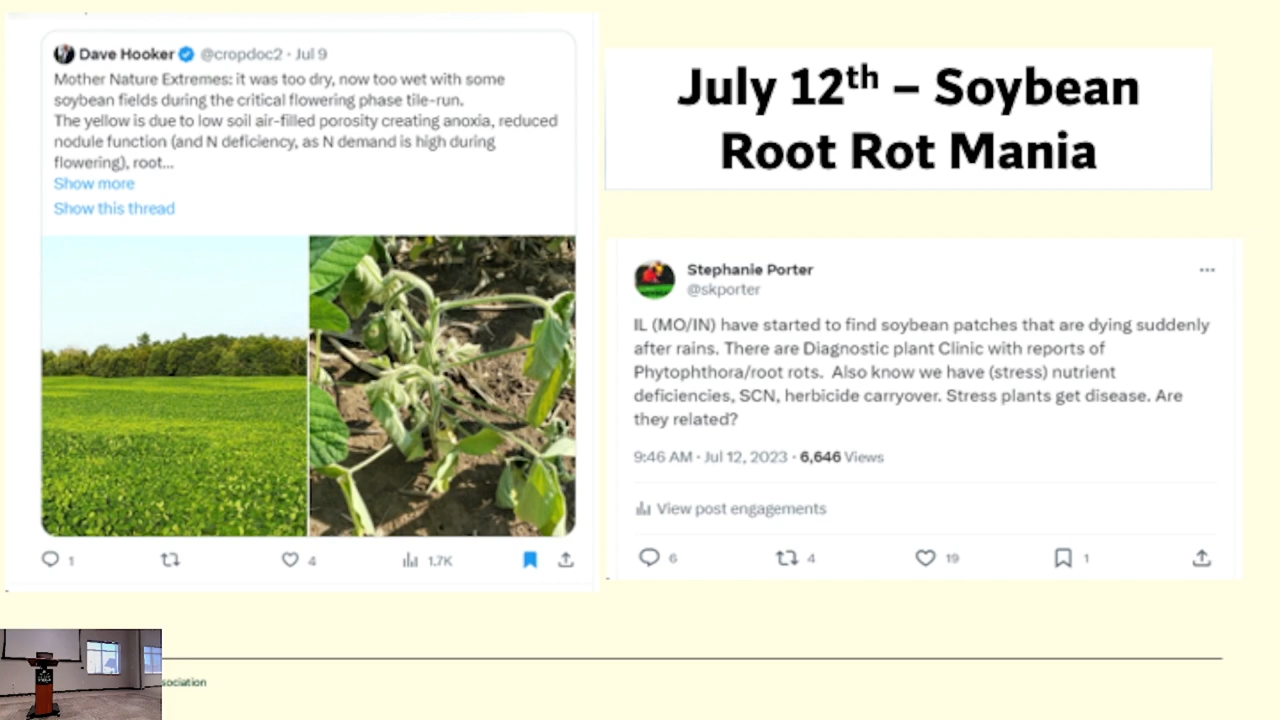 Dave Hooker @cropdoc2 · Jul 9
Mother Nature Extremes: it was too dry, now too wet with some
soybean fields during the critical flowering phase tile-run.
The yellow is due to low soil air-filled porosity creating anoxia, reduced
nodule function (and N deficiency, as N demand is high during
flowering), root...
Show more
Show this thread
1 4 1.7K
July 12th – Soybean
Root Rot Mania
Stephanie Porter
@skporter
IL (MO/IN) have started to find soybean patches that are dying suddenly
after rains. There are Diagnostic plant Clinic with reports of
Phytophthora/root rots. Also know we have (stress) nutrient
deficiencies, SCN, herbicide carryover. Stress plants get disease. Are
they related?
9:46 AM · Jul 12, 2023 · 6,646 Views
View post engagements
6 4 19 1
sociation